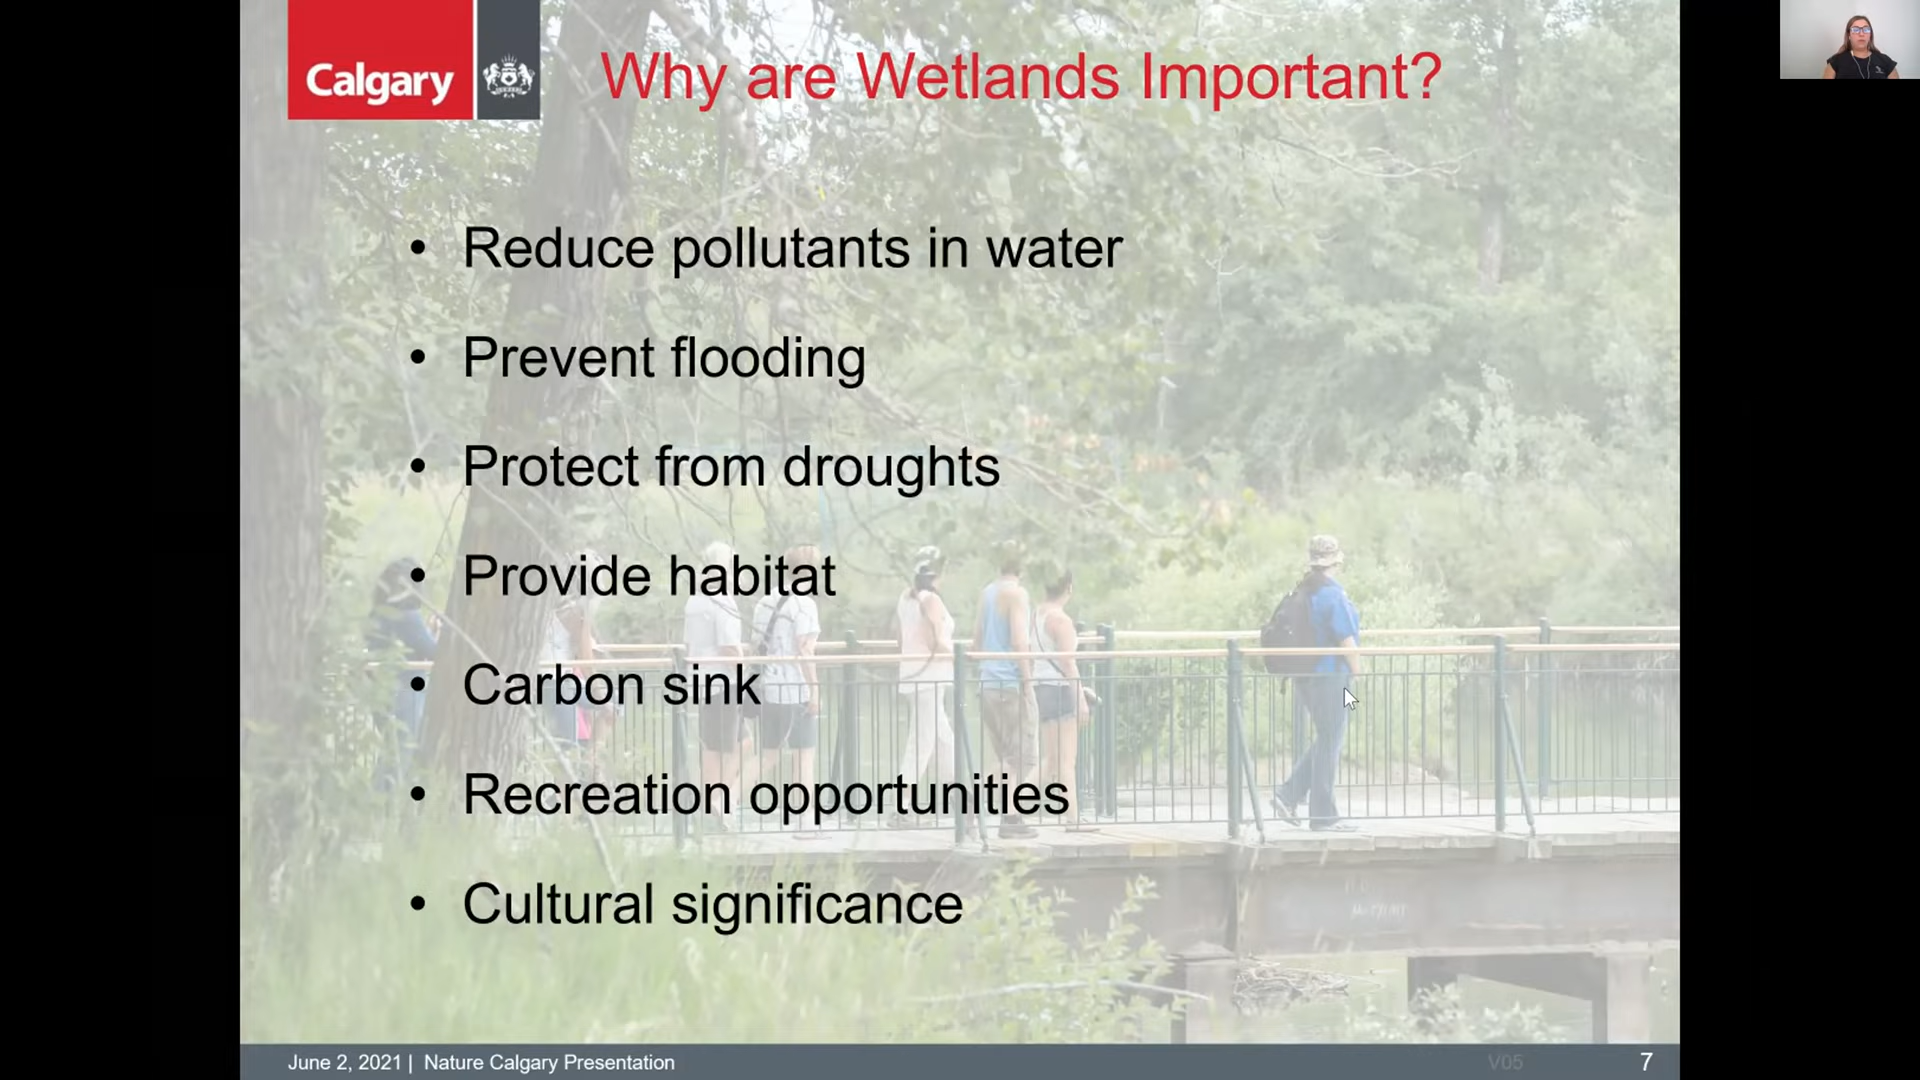 Calgary
Why are Wetlands Important?
• Reduce pollutants in water
• Prevent flooding
• Protect from droughts
• Provide habitat
• Carbon sink
• Recreation opportunities
• Cultural significance
June 2, 2021 | Nature Calgary Presentation
V05
7